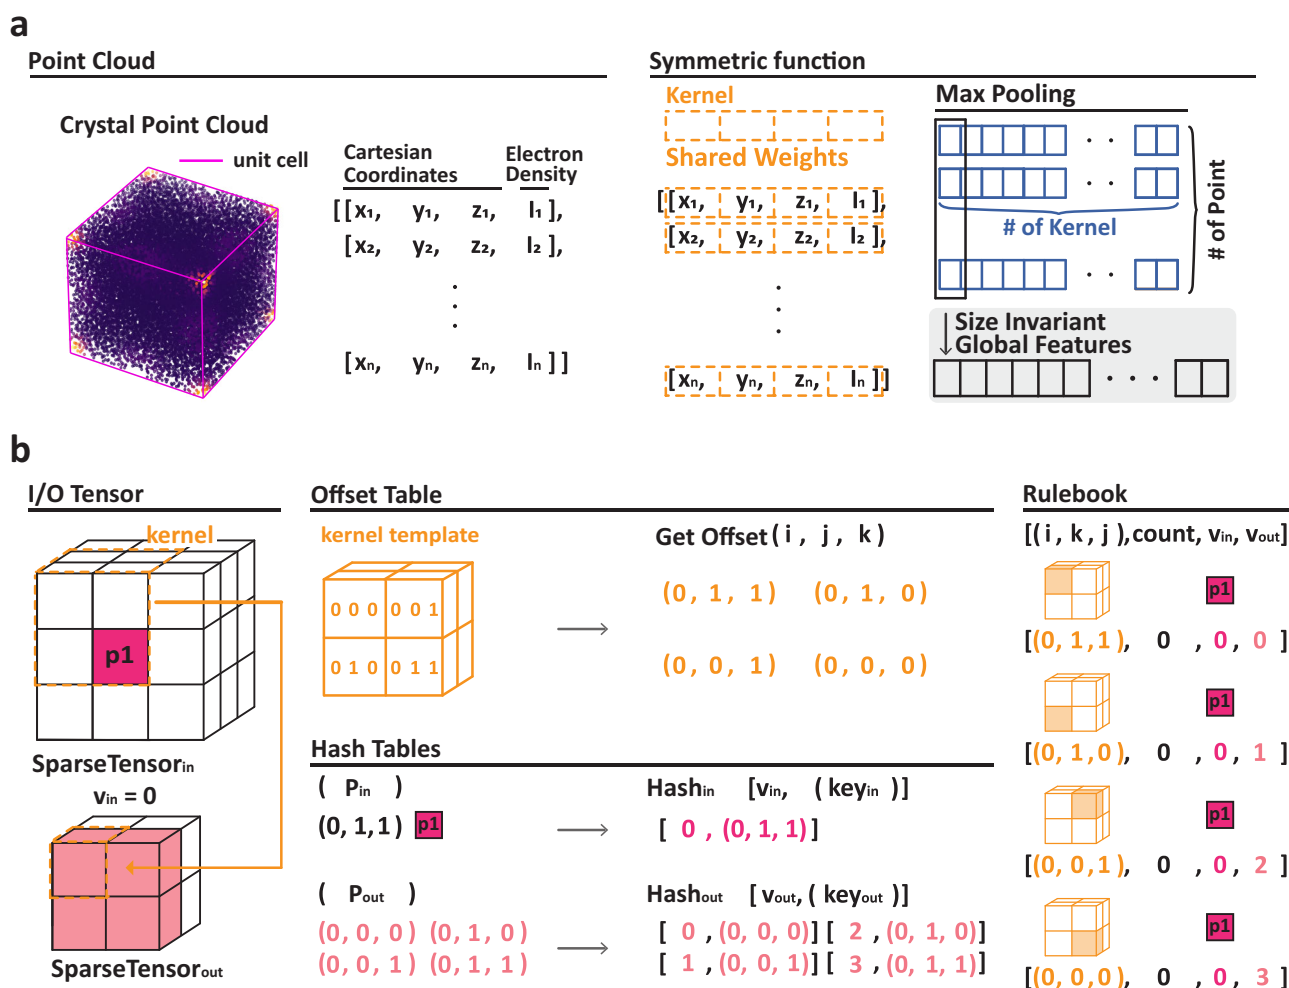 a
Point Cloud
Crystal Point Cloud
unit cell
Cartesian Coordinates
Electron Density
[[x₁, y₁, z₁, I₁],
[x₂, y₂, z₂, I₂],
[xₙ, yₙ, zₙ, Iₙ]]
Symmetric function
Kernel
Shared Weights
[[x₁, y₁, z₁, I₁],
[x₂, y₂, z₂, I₂],
[xₙ, yₙ, zₙ, Iₙ]]
Max Pooling
# of Kernel
# of Point
Size Invariant
Global Features
b
I/O Tensor
kernel
p1
SparseTensorin
vin = 0
SparseTensorout
Offset Table
kernel template
0 0 0 0 0 1
0 1 0 0 1 1
Get Offset (i, j, k)
(0, 1, 1) (0, 1, 0)
(0, 0, 1) (0, 0, 0)
Hash Tables
( Pin )
(0, 1, 1) p1
Hashin [vin, (keyin)]
[ 0 , (0, 1, 1)]
( Pout )
(0, 0, 0) (0, 1, 0)
(0, 0, 1) (0, 1, 1)
Hashout [vout, (keyout)]
[ 0 , (0, 0, 0)] [ 2 , (0, 1, 0)]
[ 1 , (0, 0, 1)] [ 3 , (0, 1, 1)]
Rulebook
[(i, k, j), count, vin, vout]
p1
[(0, 1, 1), 0 , 0, 0 ]
p1
[(0, 1, 0), 0 , 0, 1 ]
p1
[(0, 0, 1), 0 , 0, 2 ]
p1
[(0, 0, 0), 0 , 0, 3 ]